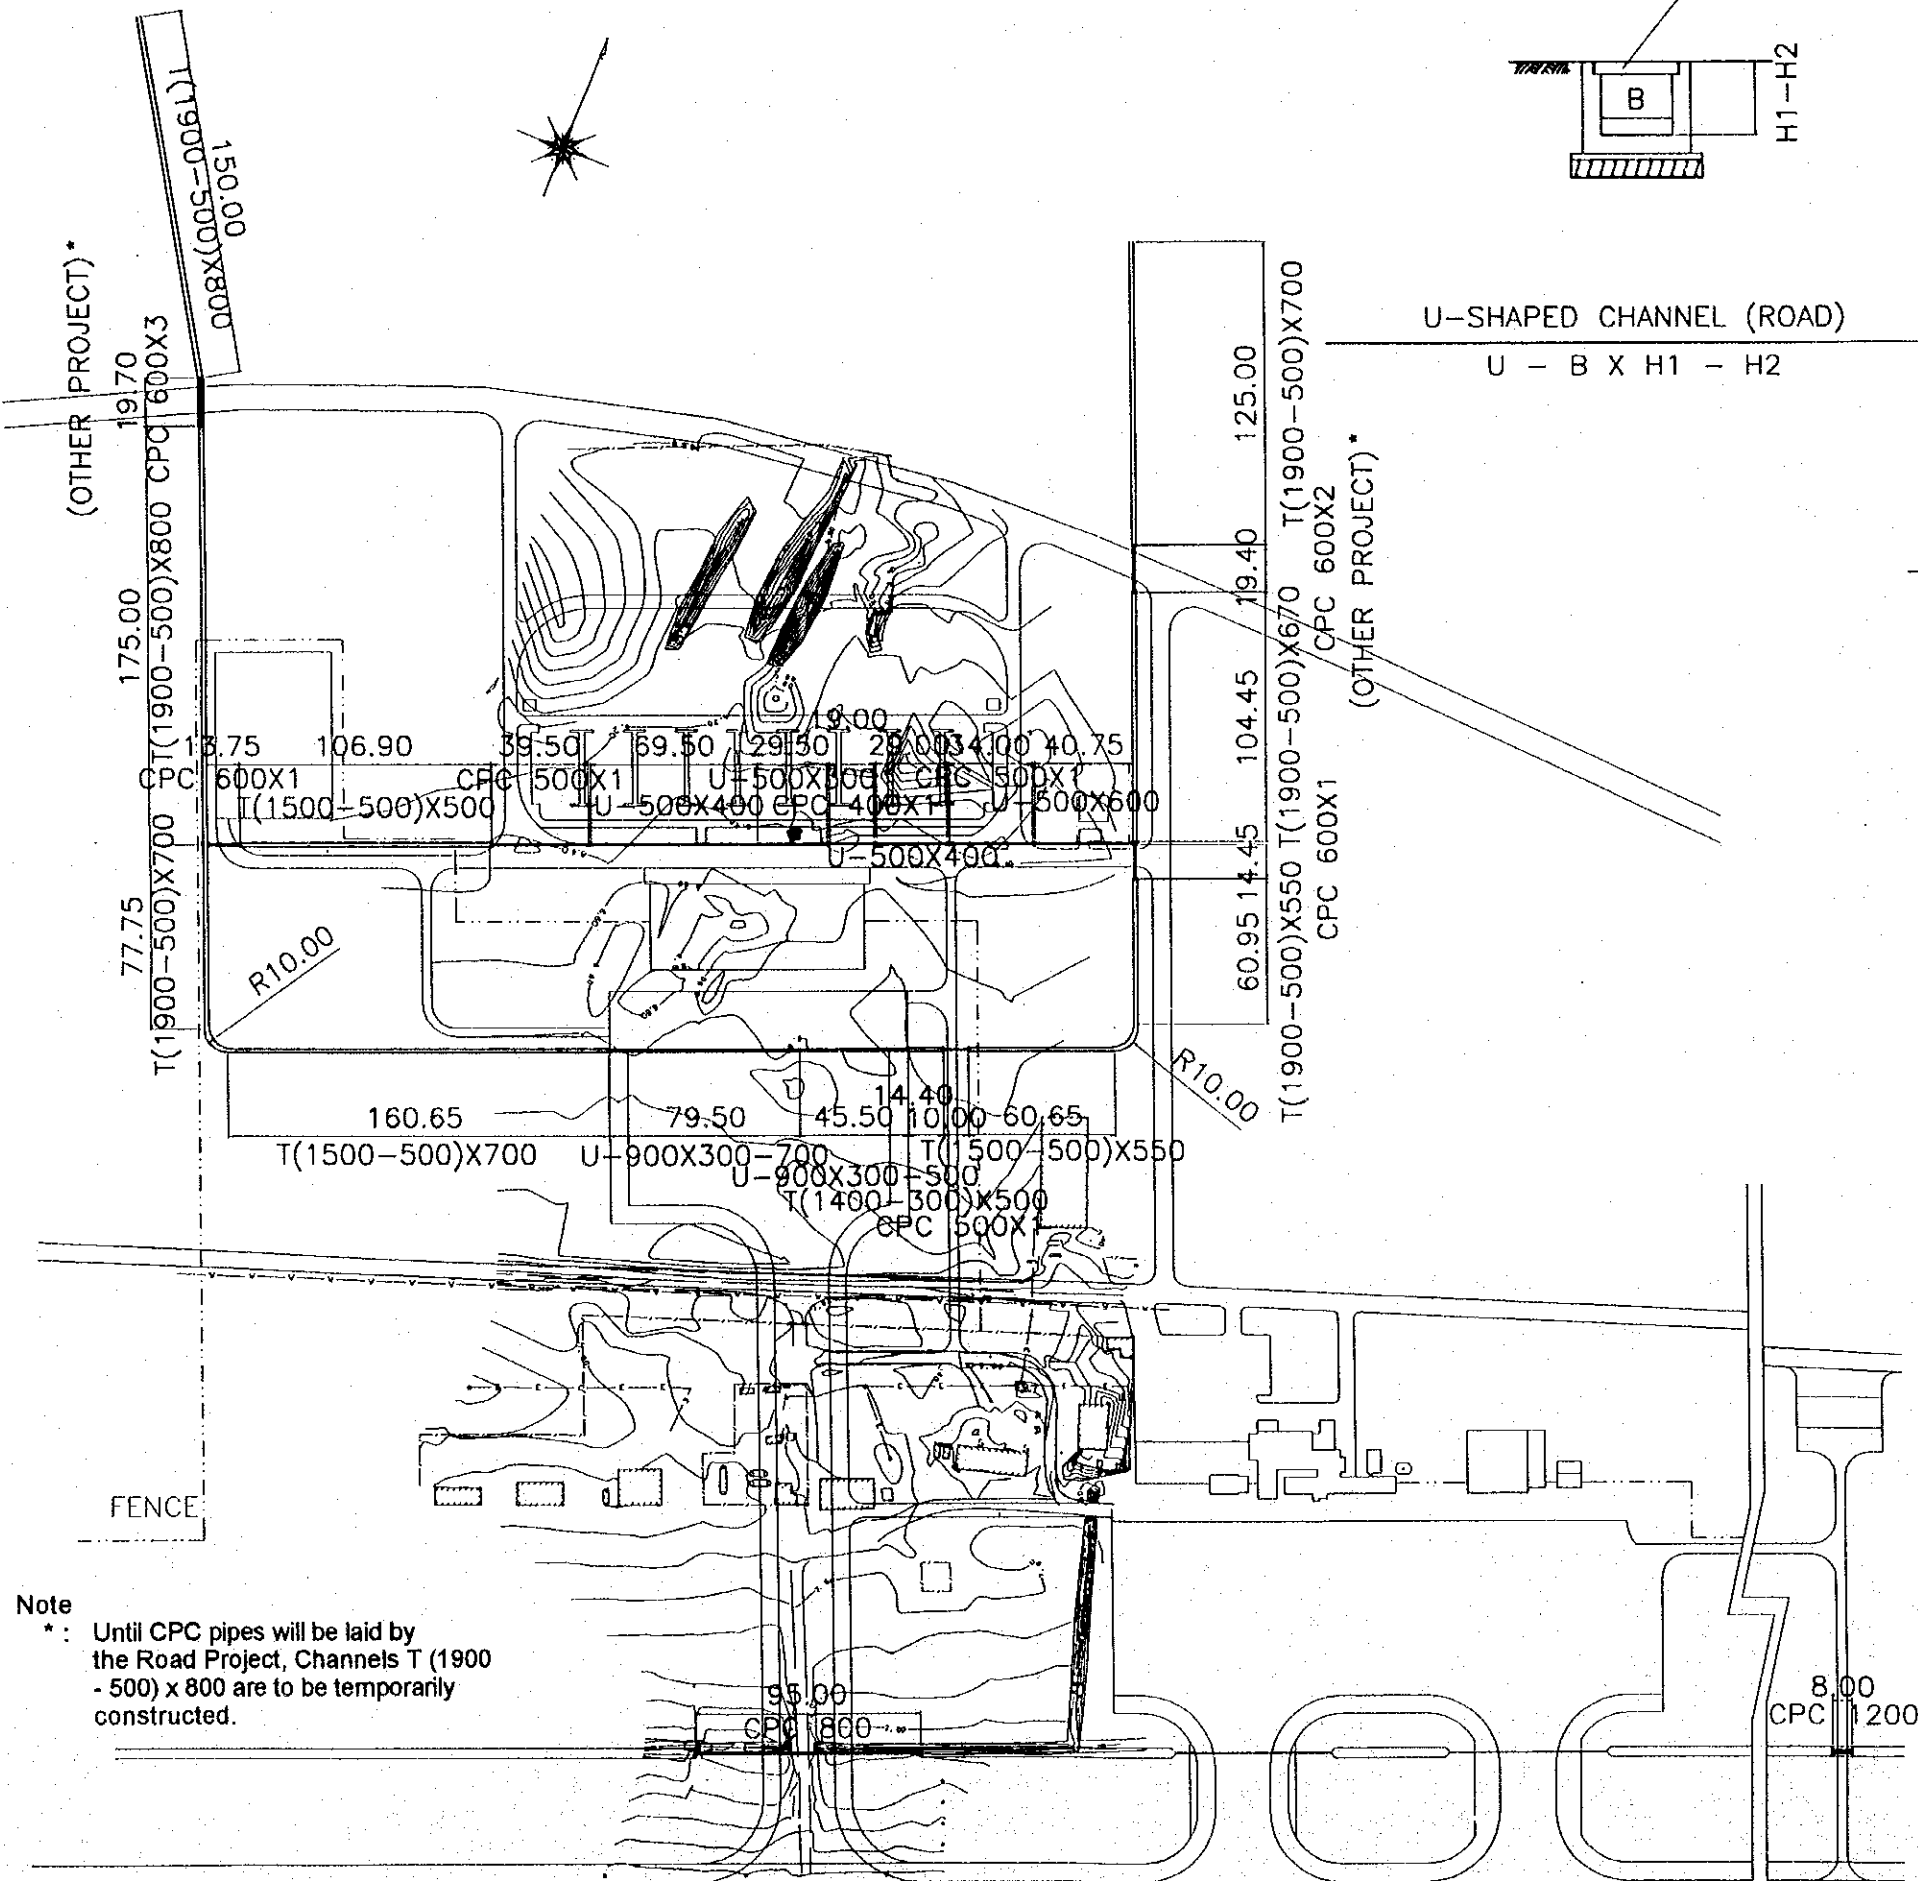 150.00
T(1900-500)X800
B
H1-H2
U-SHAPED CHANNEL (ROAD)
U - B X H1 - H2
(OTHER PROJECT)*
19.70
CPC 600X3
175.00
T(1900-500)X800
77.75
T(1900-500)X700
125.00
T(1900-500)X700
19.40
CPC 600X2
(OTHER PROJECT)*
104.45
T(1900-500)X670
14.45
CPC 600X1
60.95
T(1900-500)X550
19.00
13.75 106.90 39.50 69.50 29.50 29.00 34.00 40.75
CPC 600X1 CPC 500X1 U-500X300 CPC 500X1
T(1500-500)X500 U-500X400 CPC 400X1 U-500X600
U-500X400
R10.00
R10.00
14.40
160.65 79.50 45.50 10.00 60.65
T(1500-500)X700 U-900X300-700 T(1500-500)X550
U-900X300-500
T(1400-300)X500
CPC 500X1
FENCE
Note
* : Until CPC pipes will be laid by
the Road Project, Channels T (1900
- 500) x 800 are to be temporarily
constructed.
95.00
CPC 800
8.00
CPC 1200